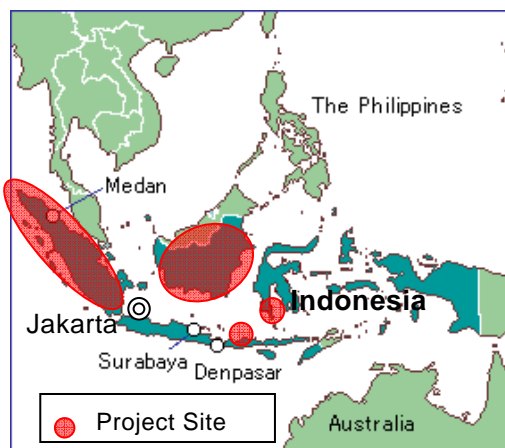 The Philippines
Medan
Indonesia
Jakarta
Surabaya
Denpasar
Project Site
Australia